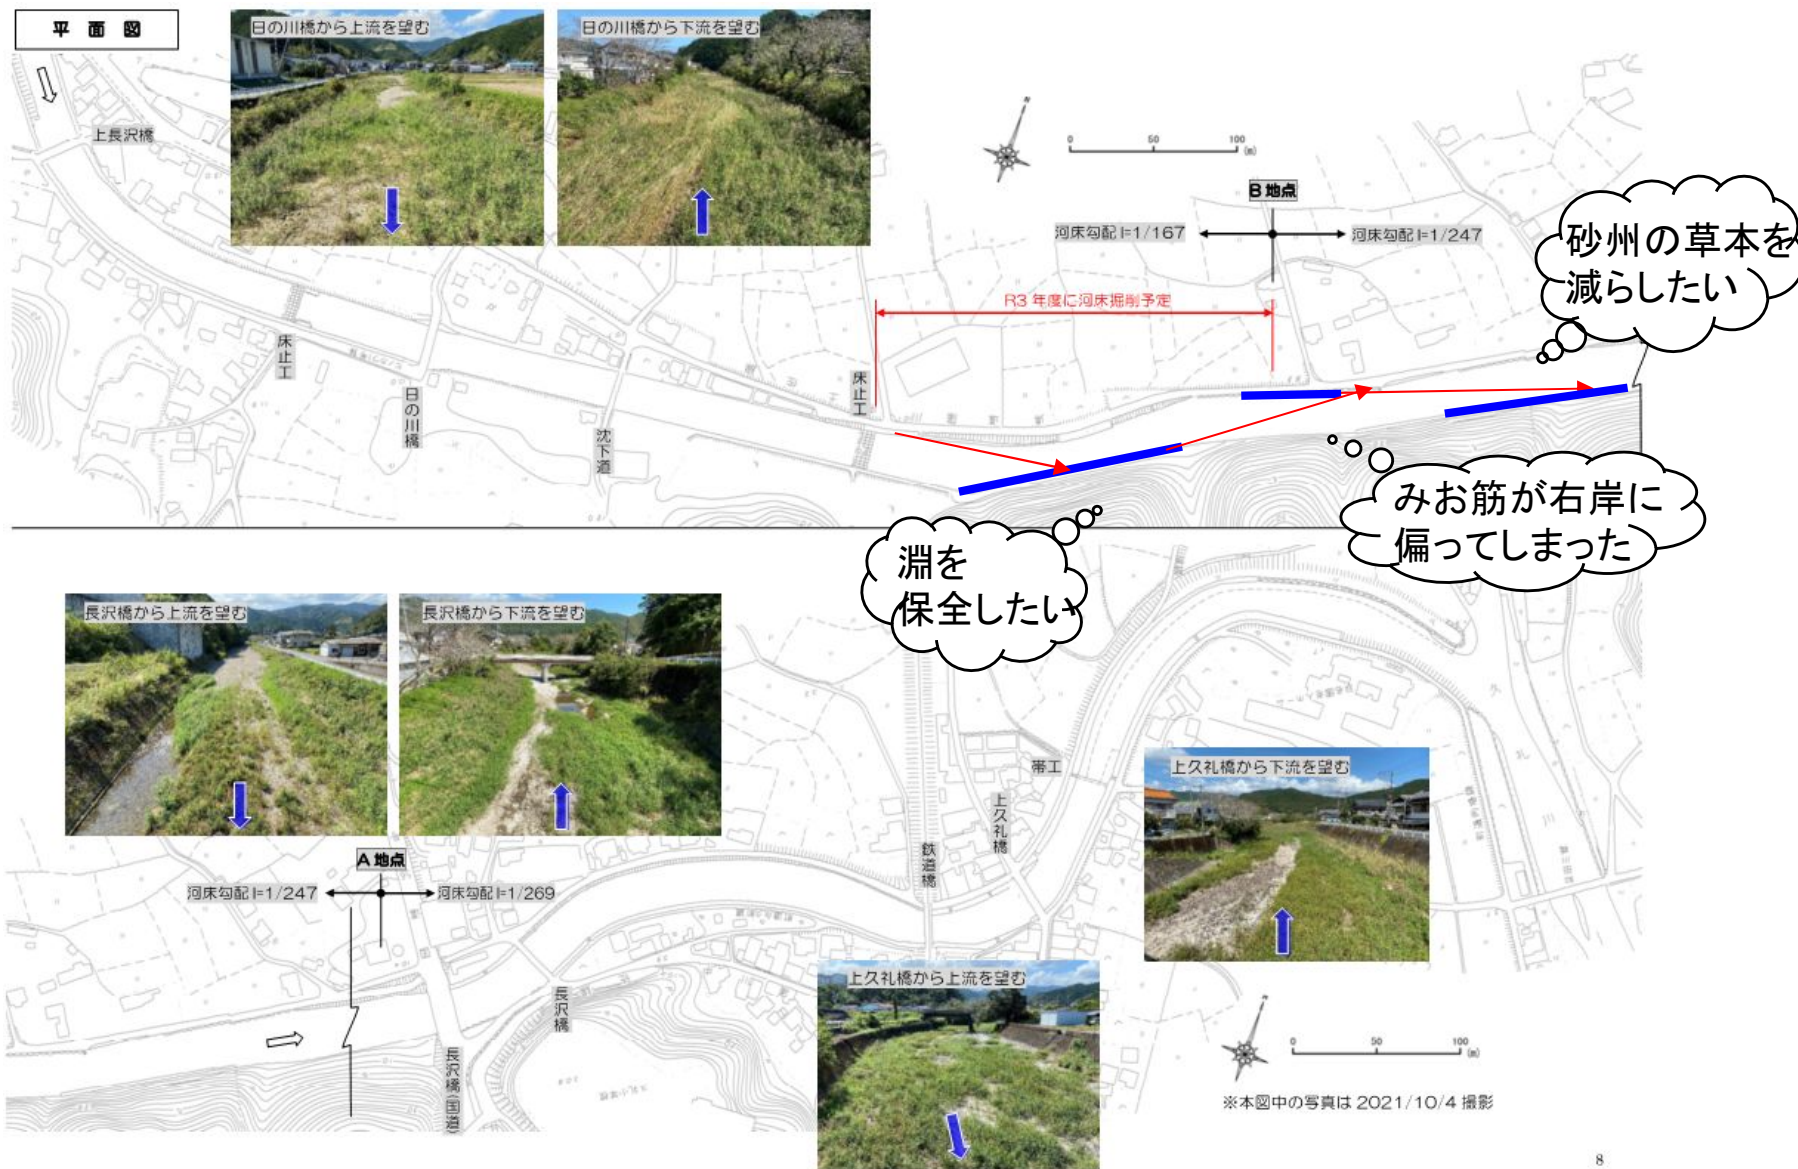 平 面 図
日の川橋から上流を望む
日の川橋から下流を望む
上長沢橋
0 50 100 (m)
B 地点
河床勾配 I=1/167
河床勾配 I=1/247
R3 年度に河床掘削予定
砂州の草本を
減らしたい
床止工
日の川橋
沈下道
床止工
みお筋が右岸に
偏ってしまった
淵を
保全したい
長沢橋から上流を望む
長沢橋から下流を望む
帯工
上久礼橋
鉄道橋
上久礼橋から下流を望む
A 地点
河床勾配 I=1/247
河床勾配 I=1/269
長沢橋
長沢橋(国道)
上久礼橋から上流を望む
久礼川
0 50 100 (m)
※本図中の写真は 2021/10/4 撮影
8